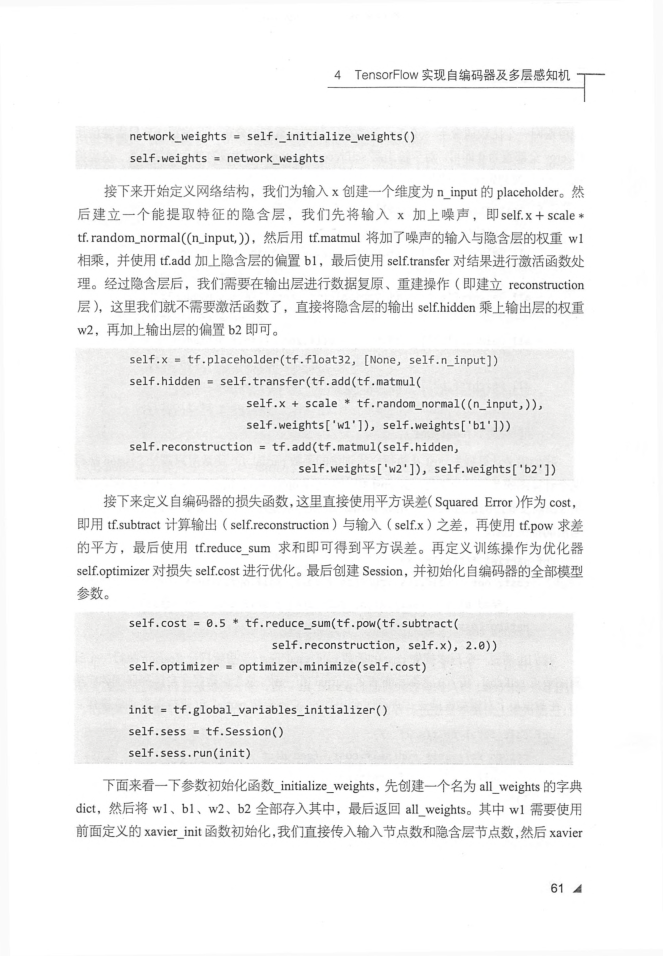 4 TensorFlow 实现自编码器及多层感知机
network_weights = self._initialize_weights()
self.weights = network_weights
接下来开始定义网络结构，我们为输入 x 创建一个维度为 n_input 的 placeholder。然
后建立一个能提取特征的隐含层，我们先将输入 x 加上噪声，即self.x + scale *
tf.random_normal((n_input,))，然后用 tf.matmul 将加了噪声的输入与隐含层的权重 w1
相乘，并使用 tf.add 加上隐含层的偏置 b1，最后使用 self.transfer 对结果进行激活函数处
理。经过隐含层后，我们需要在输出层进行数据复原、重建操作（即建立 reconstruction
层），这里我们就不需要激活函数了，直接将隐含层的输出 self.hidden 乘上输出层的权重
w2，再加上输出层的偏置 b2 即可。
self.x = tf.placeholder(tf.float32, [None, self.n_input])
self.hidden = self.transfer(tf.add(tf.matmul(
self.x + scale * tf.random_normal((n_input,)),
self.weights['w1']), self.weights['b1']))
self.reconstruction = tf.add(tf.matmul(self.hidden,
self.weights['w2']), self.weights['b2'])
接下来定义自编码器的损失函数，这里直接使用平方误差（Squared Error）作为 cost，
即用 tf.subtract 计算输出（self.reconstruction）与输入（self.x）之差，再使用 tf.pow 求差
的平方，最后使用 tf.reduce_sum 求和即可得到平方误差。再定义训练操作为优化器
self.optimizer 对损失 self.cost 进行优化。最后创建 Session，并初始化自编码器的全部模型
参数。
self.cost = 0.5 * tf.reduce_sum(tf.pow(tf.subtract(
self.reconstruction, self.x), 2.0))
self.optimizer = optimizer.minimize(self.cost)
init = tf.global_variables_initializer()
self.sess = tf.Session()
self.sess.run(init)
下面来看一下参数初始化函数_initialize_weights，先创建一个名为 all_weights 的字典
dict，然后将 w1、b1、w2、b2 全部存入其中，最后返回 all_weights。其中 w1 需要使用
前面定义的 xavier_init 函数初始化，我们直接传入输入节点数和隐含层节点数，然后 xavier
61